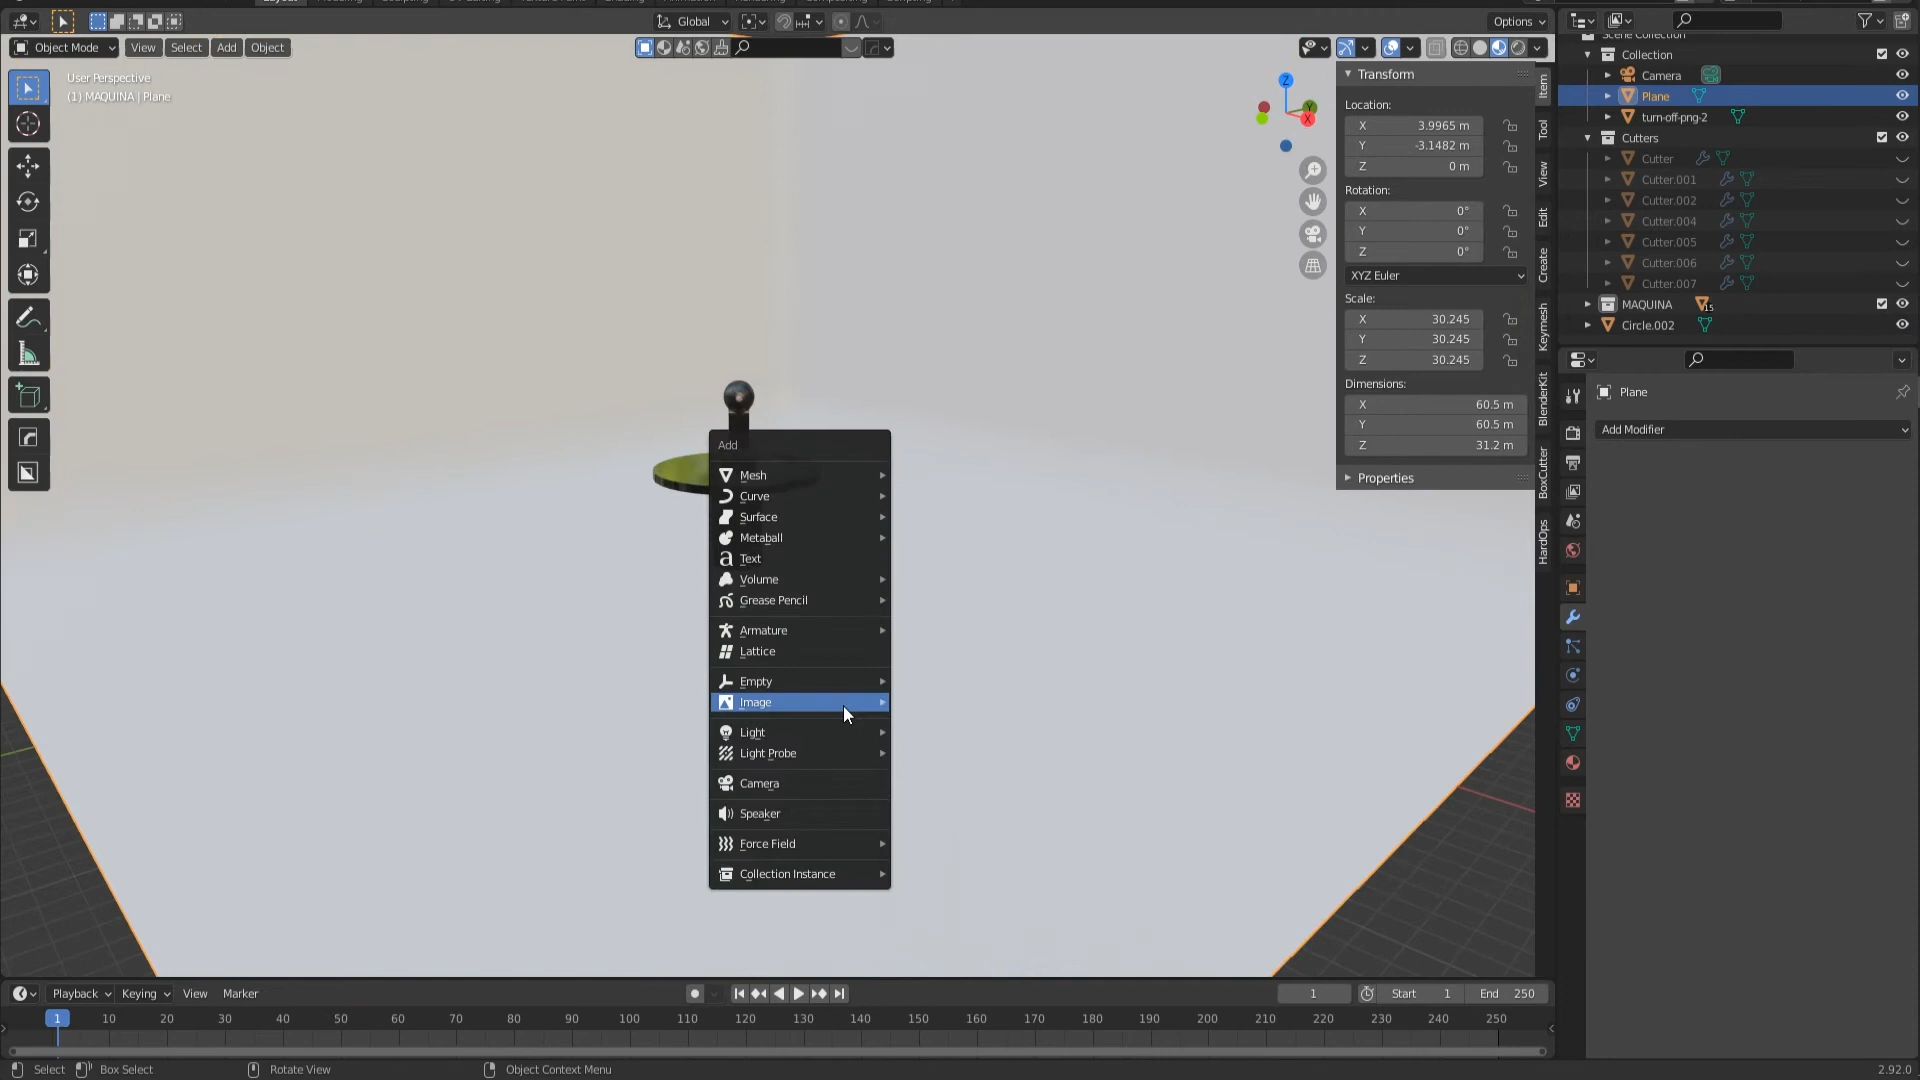 Global
Options
Object Mode
View
Select
Add
Object
User Perspective
(1) MAQUINA | Plane
Z
Y
X
Transform
Location:
X 3.9965 m
Y -3.1482 m
Z 0 m
Rotation:
X 0°
Y 0°
Z 0°
XYZ Euler
Scale:
X 30.245
Y 30.245
Z 30.245
Dimensions:
X 60.5 m
Y 60.5 m
Z 31.2 m
Properties
Item
Tool
View
Edit
Create
Keymesh
BlenderKit
BoxCutter
HardOps
Add
Mesh
Curve
Surface
Metaball
Text
Volume
Grease Pencil
Armature
Lattice
Empty
Image
Light
Light Probe
Camera
Speaker
Force Field
Collection Instance
Scene Collection
Collection
Camera
Plane
turn-off-png-2
Cutters
Cutter
Cutter.001
Cutter.002
Cutter.004
Cutter.005
Cutter.006
Cutter.007
MAQUINA 15
Circle.002
Plane
Add Modifier
Playback
Keying
View
Marker
1
Start 1
End 250
1 10 20 30 40 50 60 70 80 90 100 110 120 130 140 150 160 170 180 190 200 210 220 230 240 250
Select
Box Select
Rotate View
Object Context Menu
2.92.0